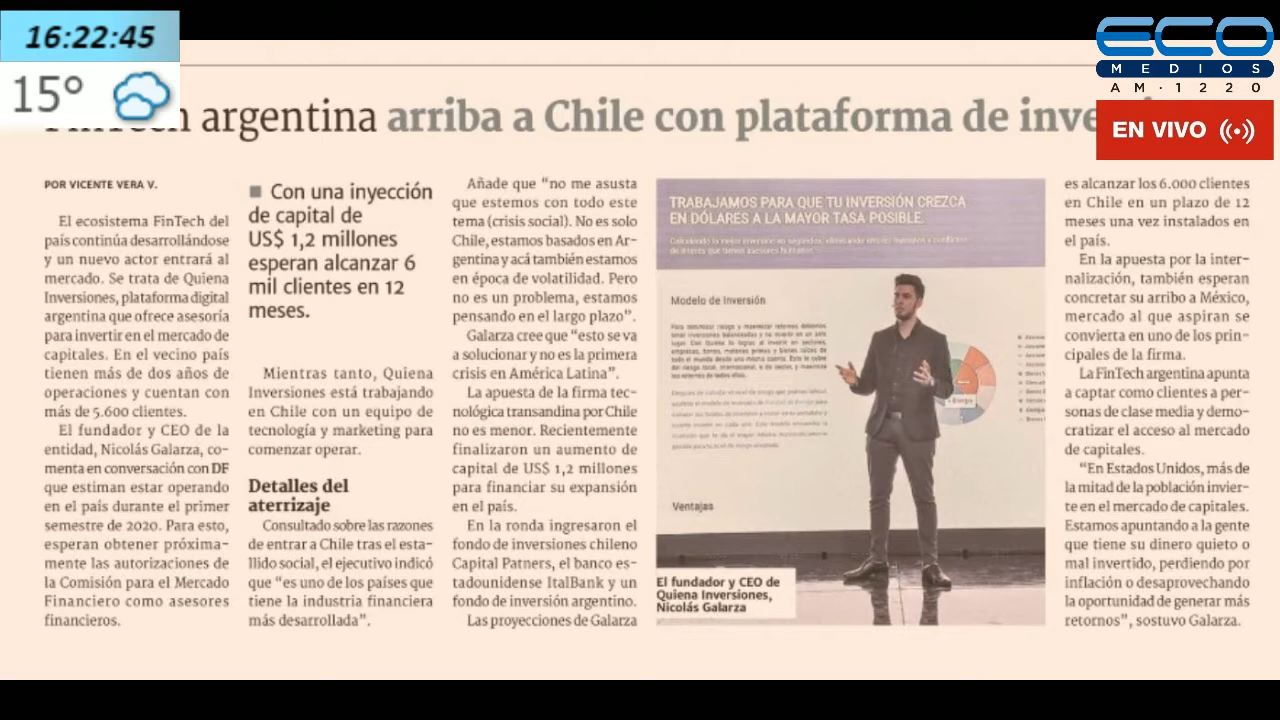 16:22:45
15°
ECO
MEDIOS
AM·1220
EN VIVO
argentina arriba a Chile con plataforma de
POR VICENTE VERA V.
El ecosistema FinTech del
país continúa desarrollándose
y un nuevo actor entrará al
mercado. Se trata de Quiena
Inversiones, plataforma digital
argentina que ofrece asesoría
para invertir en el mercado de
capitales. En el vecino país
tienen más de dos años de
operaciones y cuentan con
más de 5.600 clientes.
El fundador y CEO de la
entidad, Nicolás Galarza, co-
menta en conversación con DF
que estiman estar operando
en el país durante el primer
semestre de 2020. Para esto,
esperan obtener próxima-
mente las autorizaciones de
la Comisión para el Mercado
Financiero como asesores
financieros.
■ Con una inyección
de capital de
US$ 1,2 millones
esperan alcanzar 6
mil clientes en 12
meses.
Mientras tanto, Quiena
Inversiones está trabajando
en Chile con un equipo de
tecnología y marketing para
comenzar operar.
Detalles del
aterrizaje
Consultado sobre las razones
de entrar a Chile tras el esta-
llido social, el ejecutivo indicó
que “es uno de los países que
tiene la industria financiera
más desarrollada”.
Añade que “no me asusta
que estemos con todo este
tema (crisis social). No es solo
Chile, estamos basados en Ar-
gentina y acá también estamos
en época de volatilidad. Pero
no es un problema, estamos
pensando en el largo plazo”.
Galarza cree que “esto se va
a solucionar y no es la primera
crisis en América Latina”.
La apuesta de la firma tec-
nológica transandina por Chile
no es menor. Recientemente
finalizaron un aumento de
capital de US$ 1,2 millones
para financiar su expansión
en el país.
En la ronda ingresaron el
fondo de inversiones chileno
Capital Patners, el banco es-
tadounidense ItalBank y un
fondo de inversión argentino.
Las proyecciones de Galarza
TRABAJAMOS PARA QUE TU INVERSIÓN CREZCA
EN DÓLARES A LA MAYOR TASA POSIBLE.
Modelo de Inversión
Ventajas
El fundador y CEO de
Quiena Inversiones,
Nicolás Galarza
es alcanzar los 6.000 clientes
en Chile en un plazo de 12
meses una vez instalados en
el país.
En la apuesta por la inter-
nalización, también esperan
concretar su arribo a México,
mercado al que aspiran se
convierta en uno de los prin-
cipales de la firma.
La FinTech argentina apunta
a captar como clientes a per-
sonas de clase media y demo-
cratizar el acceso al mercado
de capitales.
“En Estados Unidos, más de
la mitad de la población invier-
te en el mercado de capitales.
Estamos apuntando a la gente
que tiene su dinero quieto o
mal invertido, perdiendo por
inflación o desaprovechando
la oportunidad de generar más
retornos”, sostuvo Galarza.